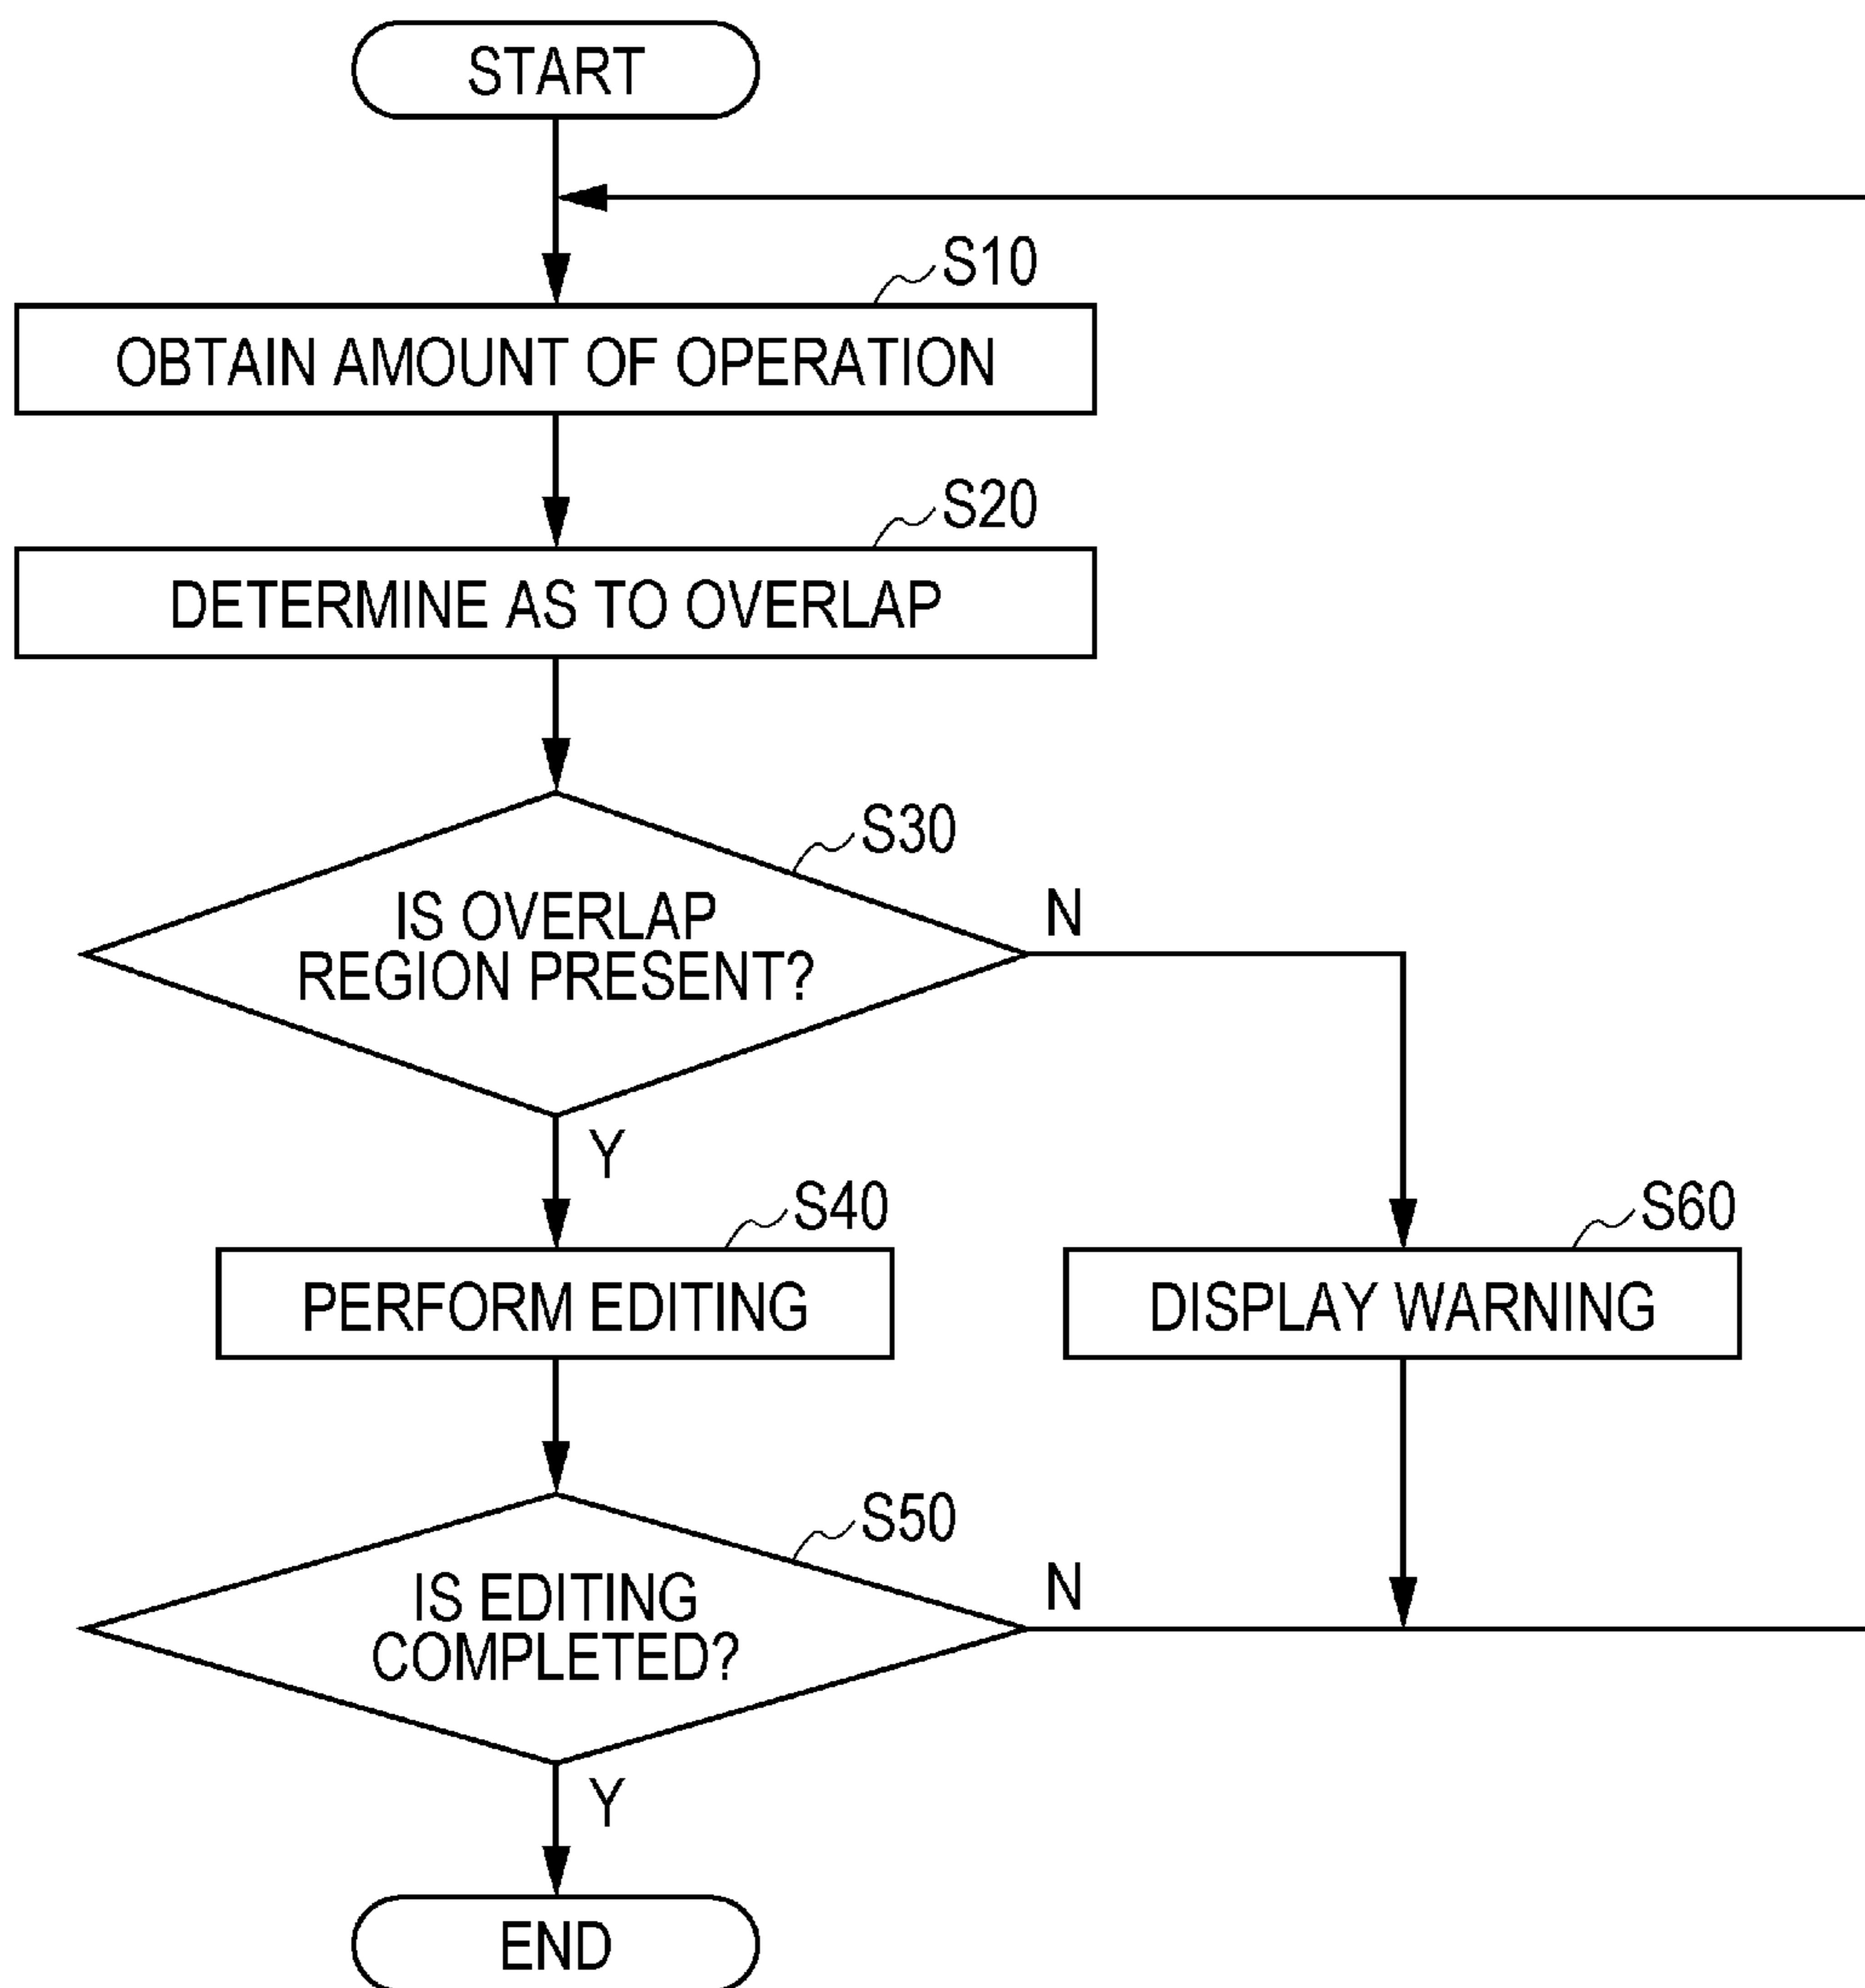 START
S10
OBTAIN AMOUNT OF OPERATION
S20
DETERMINE AS TO OVERLAP
S30
IS OVERLAP
REGION PRESENT?
N
Y
S40
PERFORM EDITING
S60
DISPLAY WARNING
S50
IS EDITING
COMPLETED?
N
Y
END